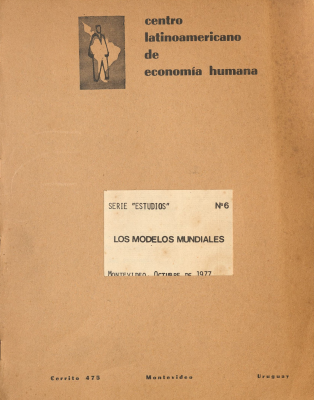 centro
latinoamericano
de
economía humana
SERIE "ESTUDIOS" Nº6
LOS MODELOS MUNDIALES
MONTEVIDEO, OCTUBRE DE 1977
Cerrito 475 Montevideo Uruguay